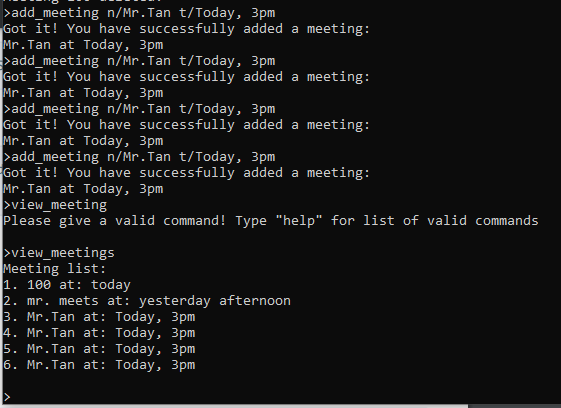 >add_meeting n/Mr.Tan t/Today, 3pm
Got it! You have successfully added a meeting:
Mr.Tan at Today, 3pm
>add_meeting n/Mr.Tan t/Today, 3pm
Got it! You have successfully added a meeting:
Mr.Tan at Today, 3pm
>add_meeting n/Mr.Tan t/Today, 3pm
Got it! You have successfully added a meeting:
Mr.Tan at Today, 3pm
>add_meeting n/Mr.Tan t/Today, 3pm
Got it! You have successfully added a meeting:
Mr.Tan at Today, 3pm
>view_meeting
Please give a valid command! Type "help" for list of valid commands
>view_meetings
Meeting list:
1. 100 at: today
2. mr. meets at: yesterday afternoon
3. Mr.Tan at: Today, 3pm
4. Mr.Tan at: Today, 3pm
5. Mr.Tan at: Today, 3pm
6. Mr.Tan at: Today, 3pm
>